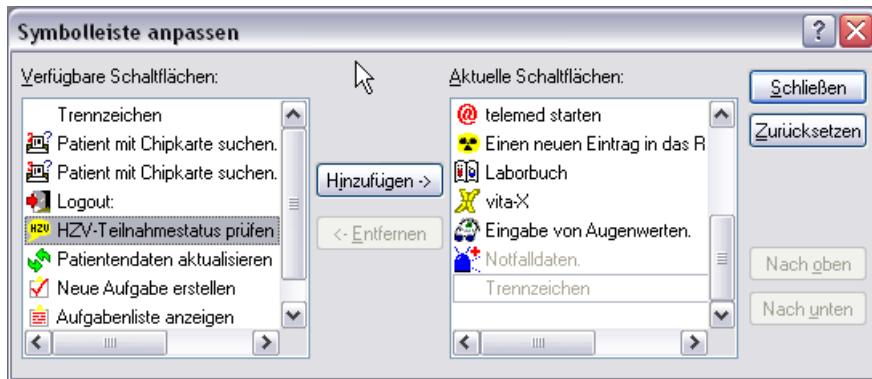 Symbolleiste anpassen
Verfügbare Schaltflächen:
Trennzeichen
Patient mit Chipkarte suchen.
Patient mit Chipkarte suchen.
Logout:
HZV HZV-Teilnahmestatus prüfen
Patientendaten aktualisieren
Neue Aufgabe erstellen
Aufgabenliste anzeigen
Hinzufügen ->
<- Entfernen
Aktuelle Schaltflächen:
@ telemed starten
Einen neuen Eintrag in das R
Laborbuch
vita-X
Eingabe von Augenwerten.
Notfalldaten.
Trennzeichen
Schließen
Zurücksetzen
Nach oben
Nach unten